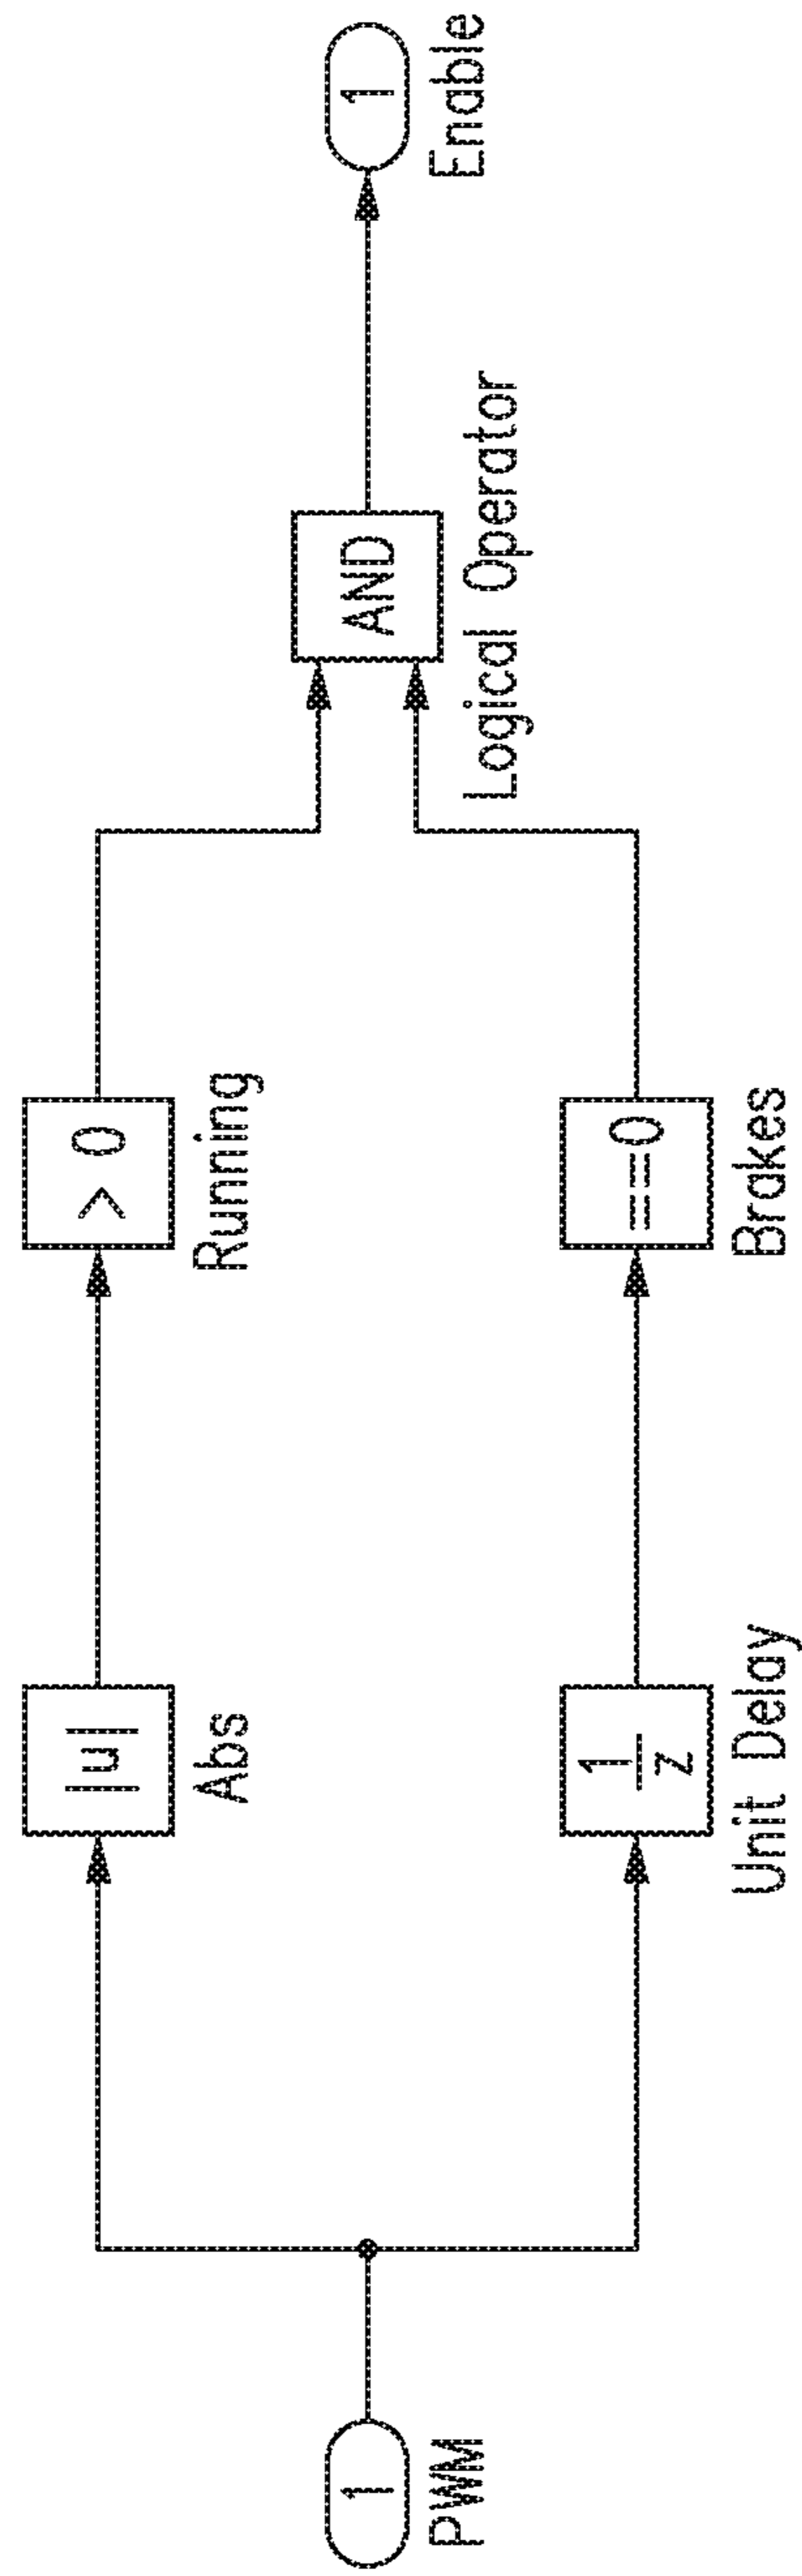 1
PWM
|u|
Abs
> 0
Running
1
z
Unit Delay
==0
Brakes
AND
Logical Operator
1
Enable